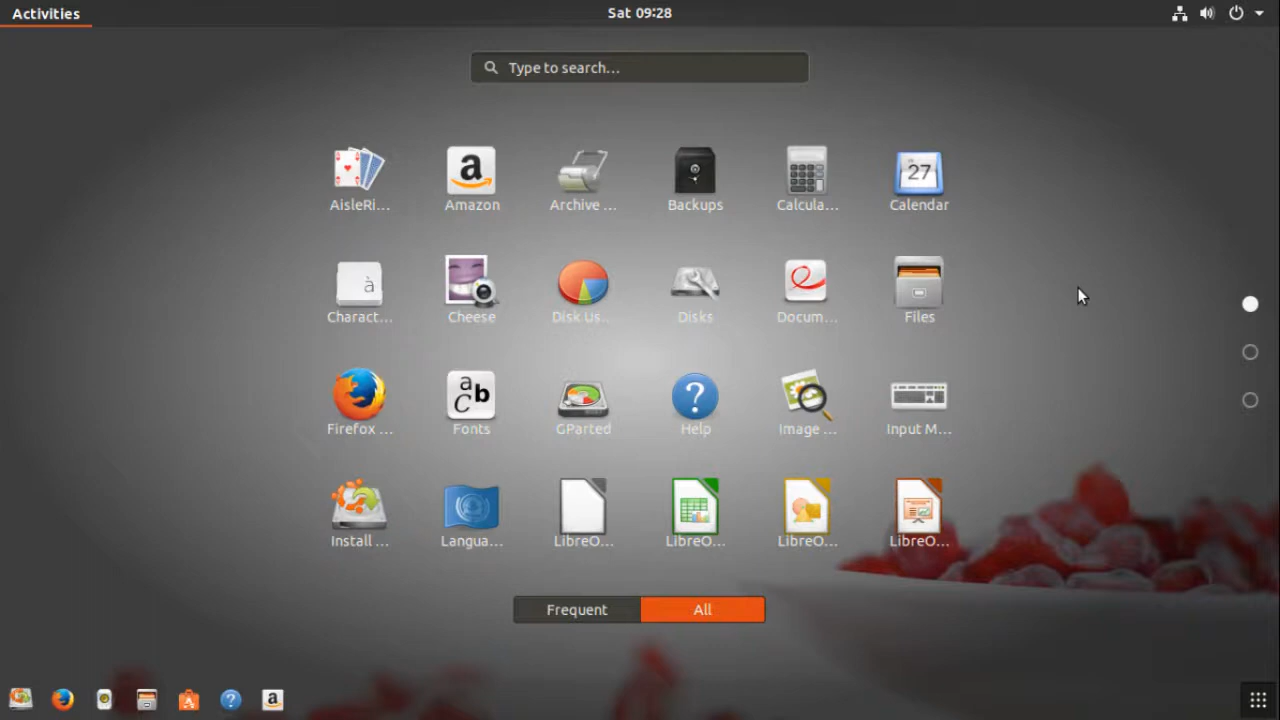 Activities Sat 09:28
Type to search...
AisleRi... Amazon Archive ... Backups Calcula... Calendar
Charact... Cheese Disk Us... Disks Docum... Files
Firefox ... Fonts GParted Help Image ... Input M...
Install ... Langua... LibreO... LibreO... LibreO... LibreO...
Frequent All